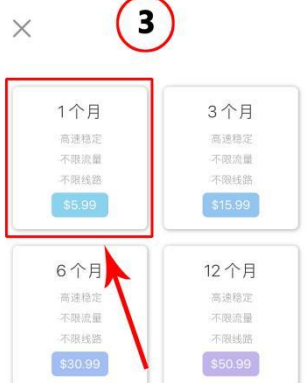 3
1个月
高速稳定
不限流量
不限线路
$5.99
3个月
高速稳定
不限流量
不限线路
$15.99
6个月
高速稳定
不限流量
不限线路
$30.99
12个月
高速稳定
不限流量
不限线路
$50.99